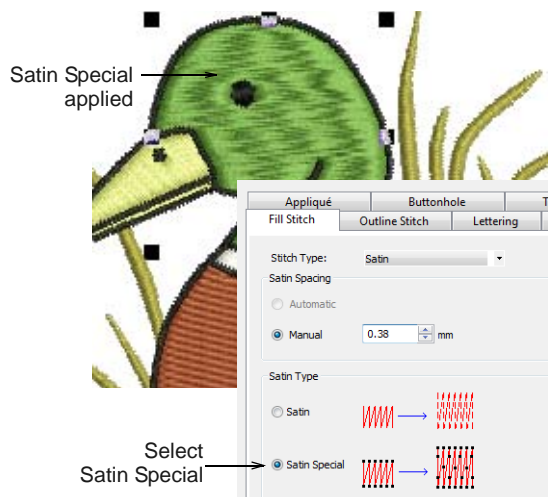 Satin Special
applied
Appliqué
Buttonhole
T
Fill Stitch
Outline Stitch
Lettering
Stitch Type:
Satin
Satin Spacing
Automatic
Manual
0.38
mm
Satin Type
Satin
Select
Satin Special
Satin Special